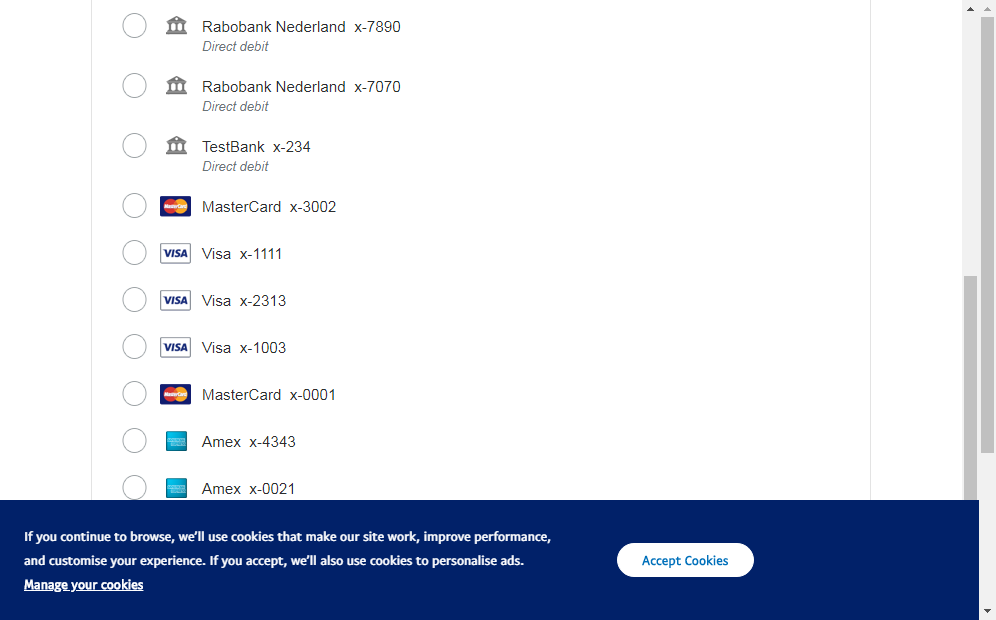 Rabobank Nederland x-7890
Direct debit
Rabobank Nederland x-7070
Direct debit
TestBank x-234
Direct debit
MasterCard MasterCard x-3002
VISA Visa x-1111
VISA Visa x-2313
VISA Visa x-1003
MasterCard MasterCard x-0001
Amex x-4343
Amex x-0021
If you continue to browse, we'll use cookies that make our site work, improve performance,
and customise your experience. If you accept, we'll also use cookies to personalise ads.
Manage your cookies
Accept Cookies